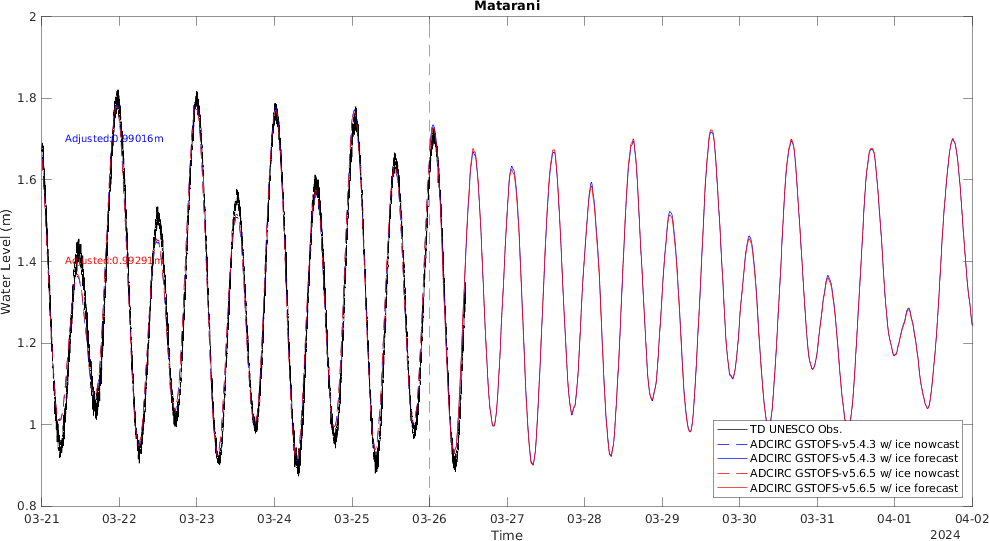 Matarani
2
1.8
1.6
1.4
1.2
1
0.8
Water Level (m)
Adjusted:0.99016m
Adjusted:0.99291m
TD UNESCO Obs.
ADCIRC GSTOFS-v5.4.3 w/ ice nowcast
ADCIRC GSTOFS-v5.4.3 w/ ice forecast
ADCIRC GSTOFS-v5.6.5 w/ ice nowcast
ADCIRC GSTOFS-v5.6.5 w/ ice forecast
03-21 03-22 03-23 03-24 03-25 03-26 03-27 03-28 03-29 03-30 03-31 04-01 04-02
Time
2024